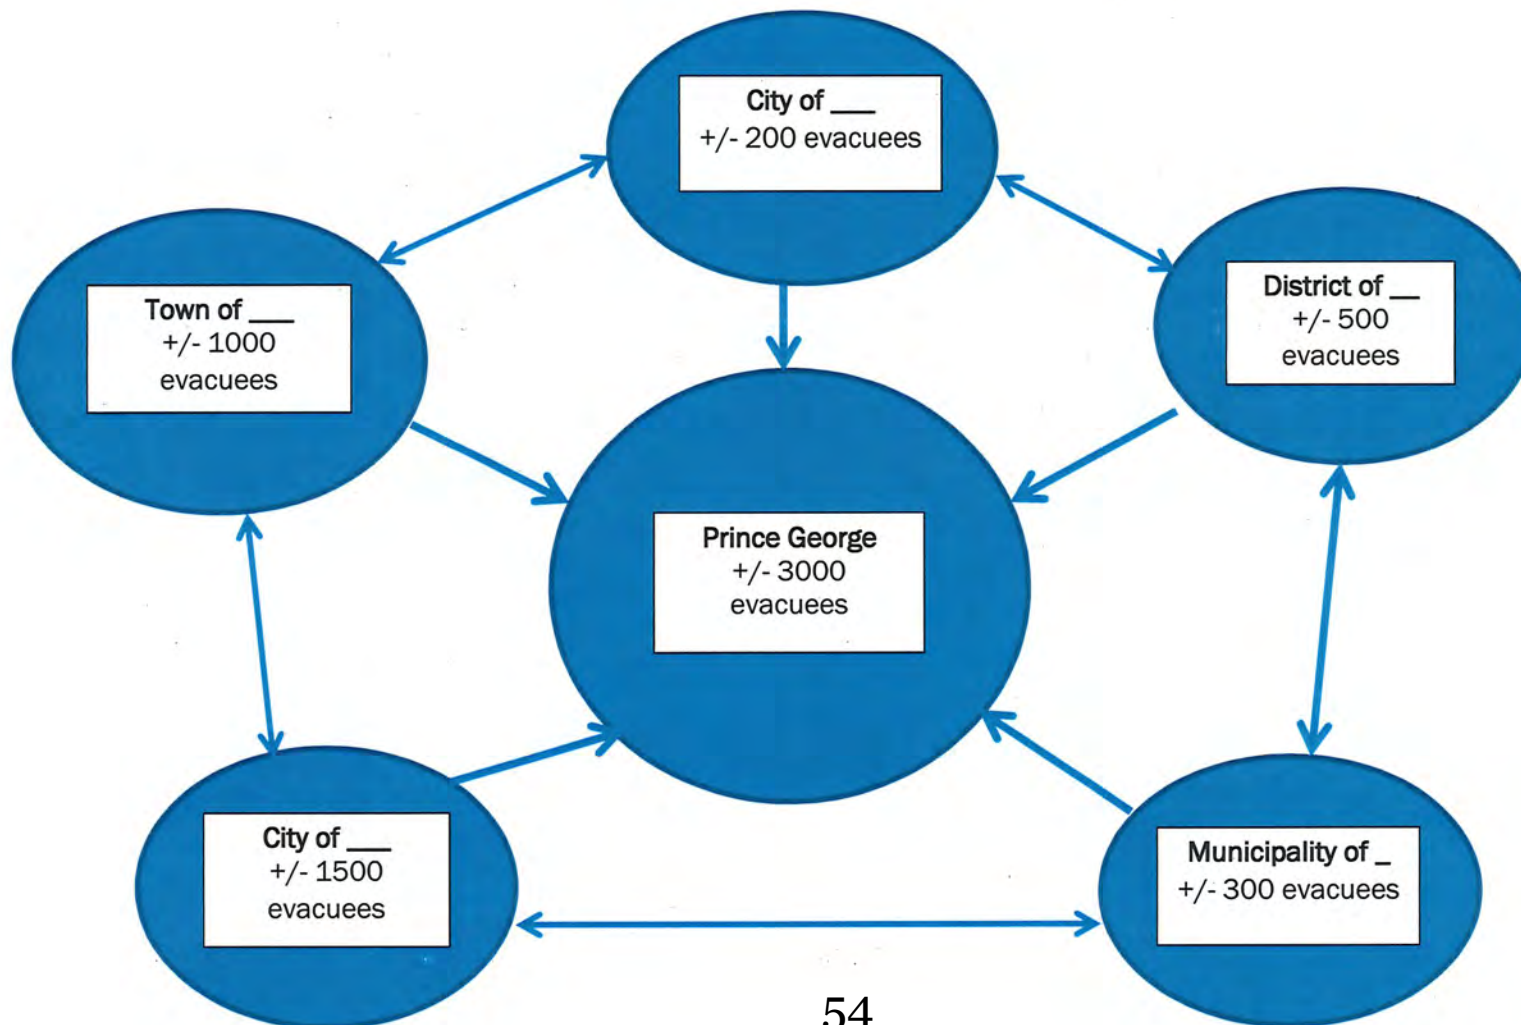 City of ___
+/- 200 evacuees
Town of ___
+/- 1000
evacuees
District of __
+/- 500
evacuees
Prince George
+/- 3000
evacuees
City of ___
+/- 1500
evacuees
Municipality of _
+/- 300 evacuees
54